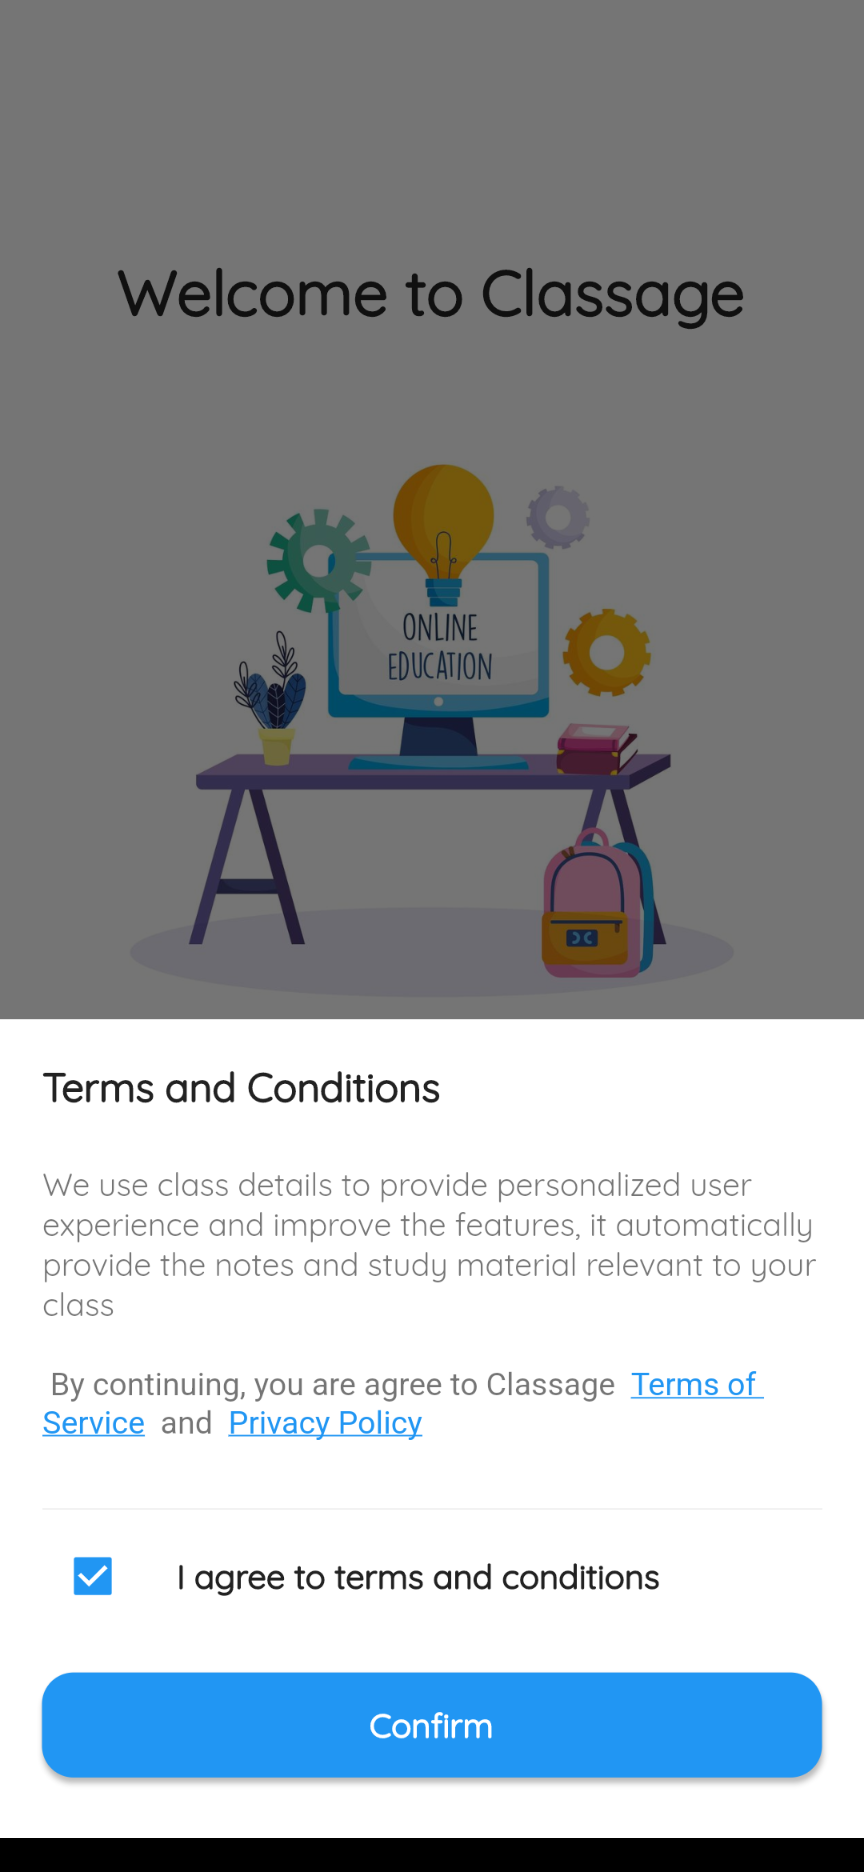 Welcome to Classage
ONLINE
EDUCATION
Terms and Conditions
We use class details to provide personalized user
experience and improve the features, it automatically
provide the notes and study material relevant to your
class
By continuing, you are agree to Classage Terms of
Service and Privacy Policy
I agree to terms and conditions
Confirm